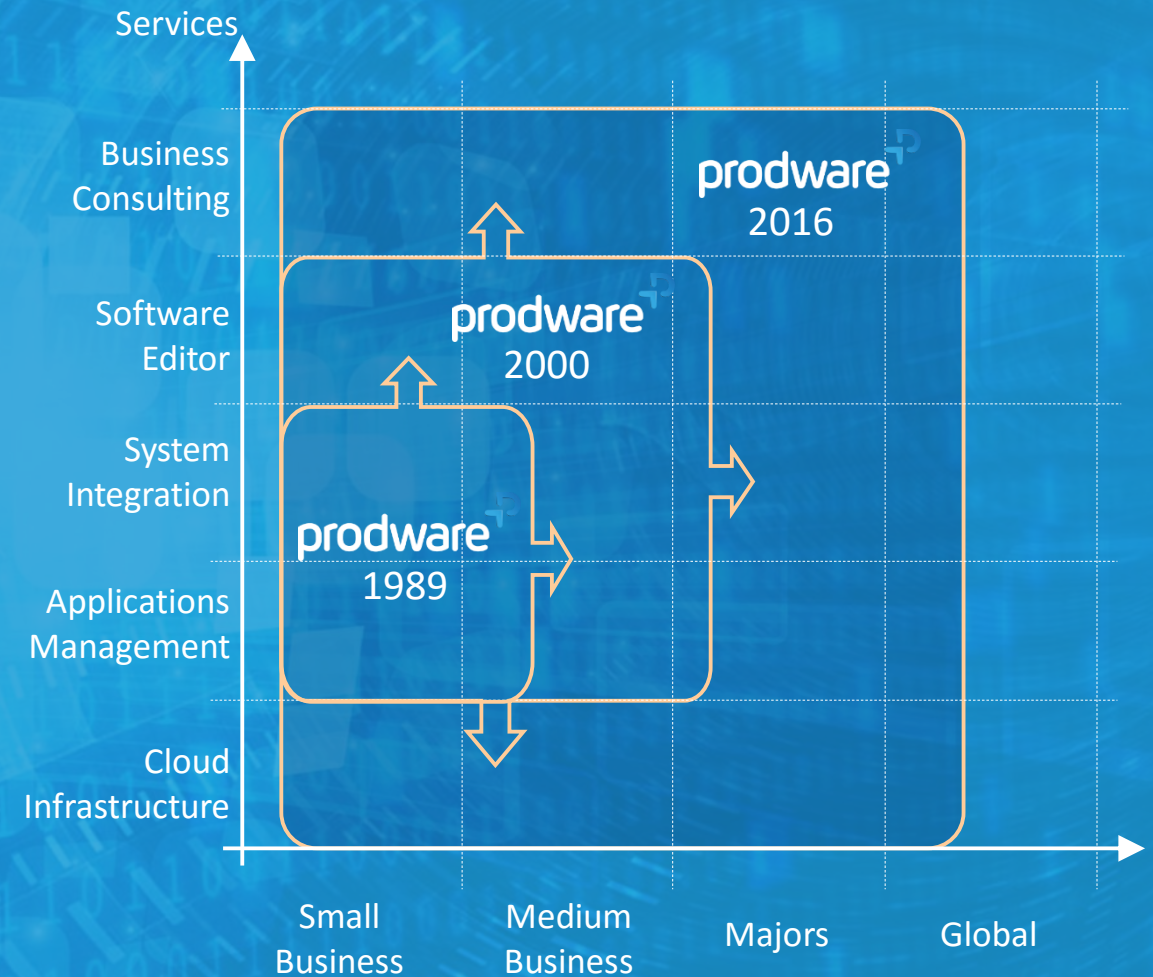 Services
Business
Consulting
prodware
2016
Software
Editor
prodware
2000
System
Integration
prodware
1989
Applications
Management
Cloud
Infrastructure
Small
Business
Medium
Business
Majors
Global